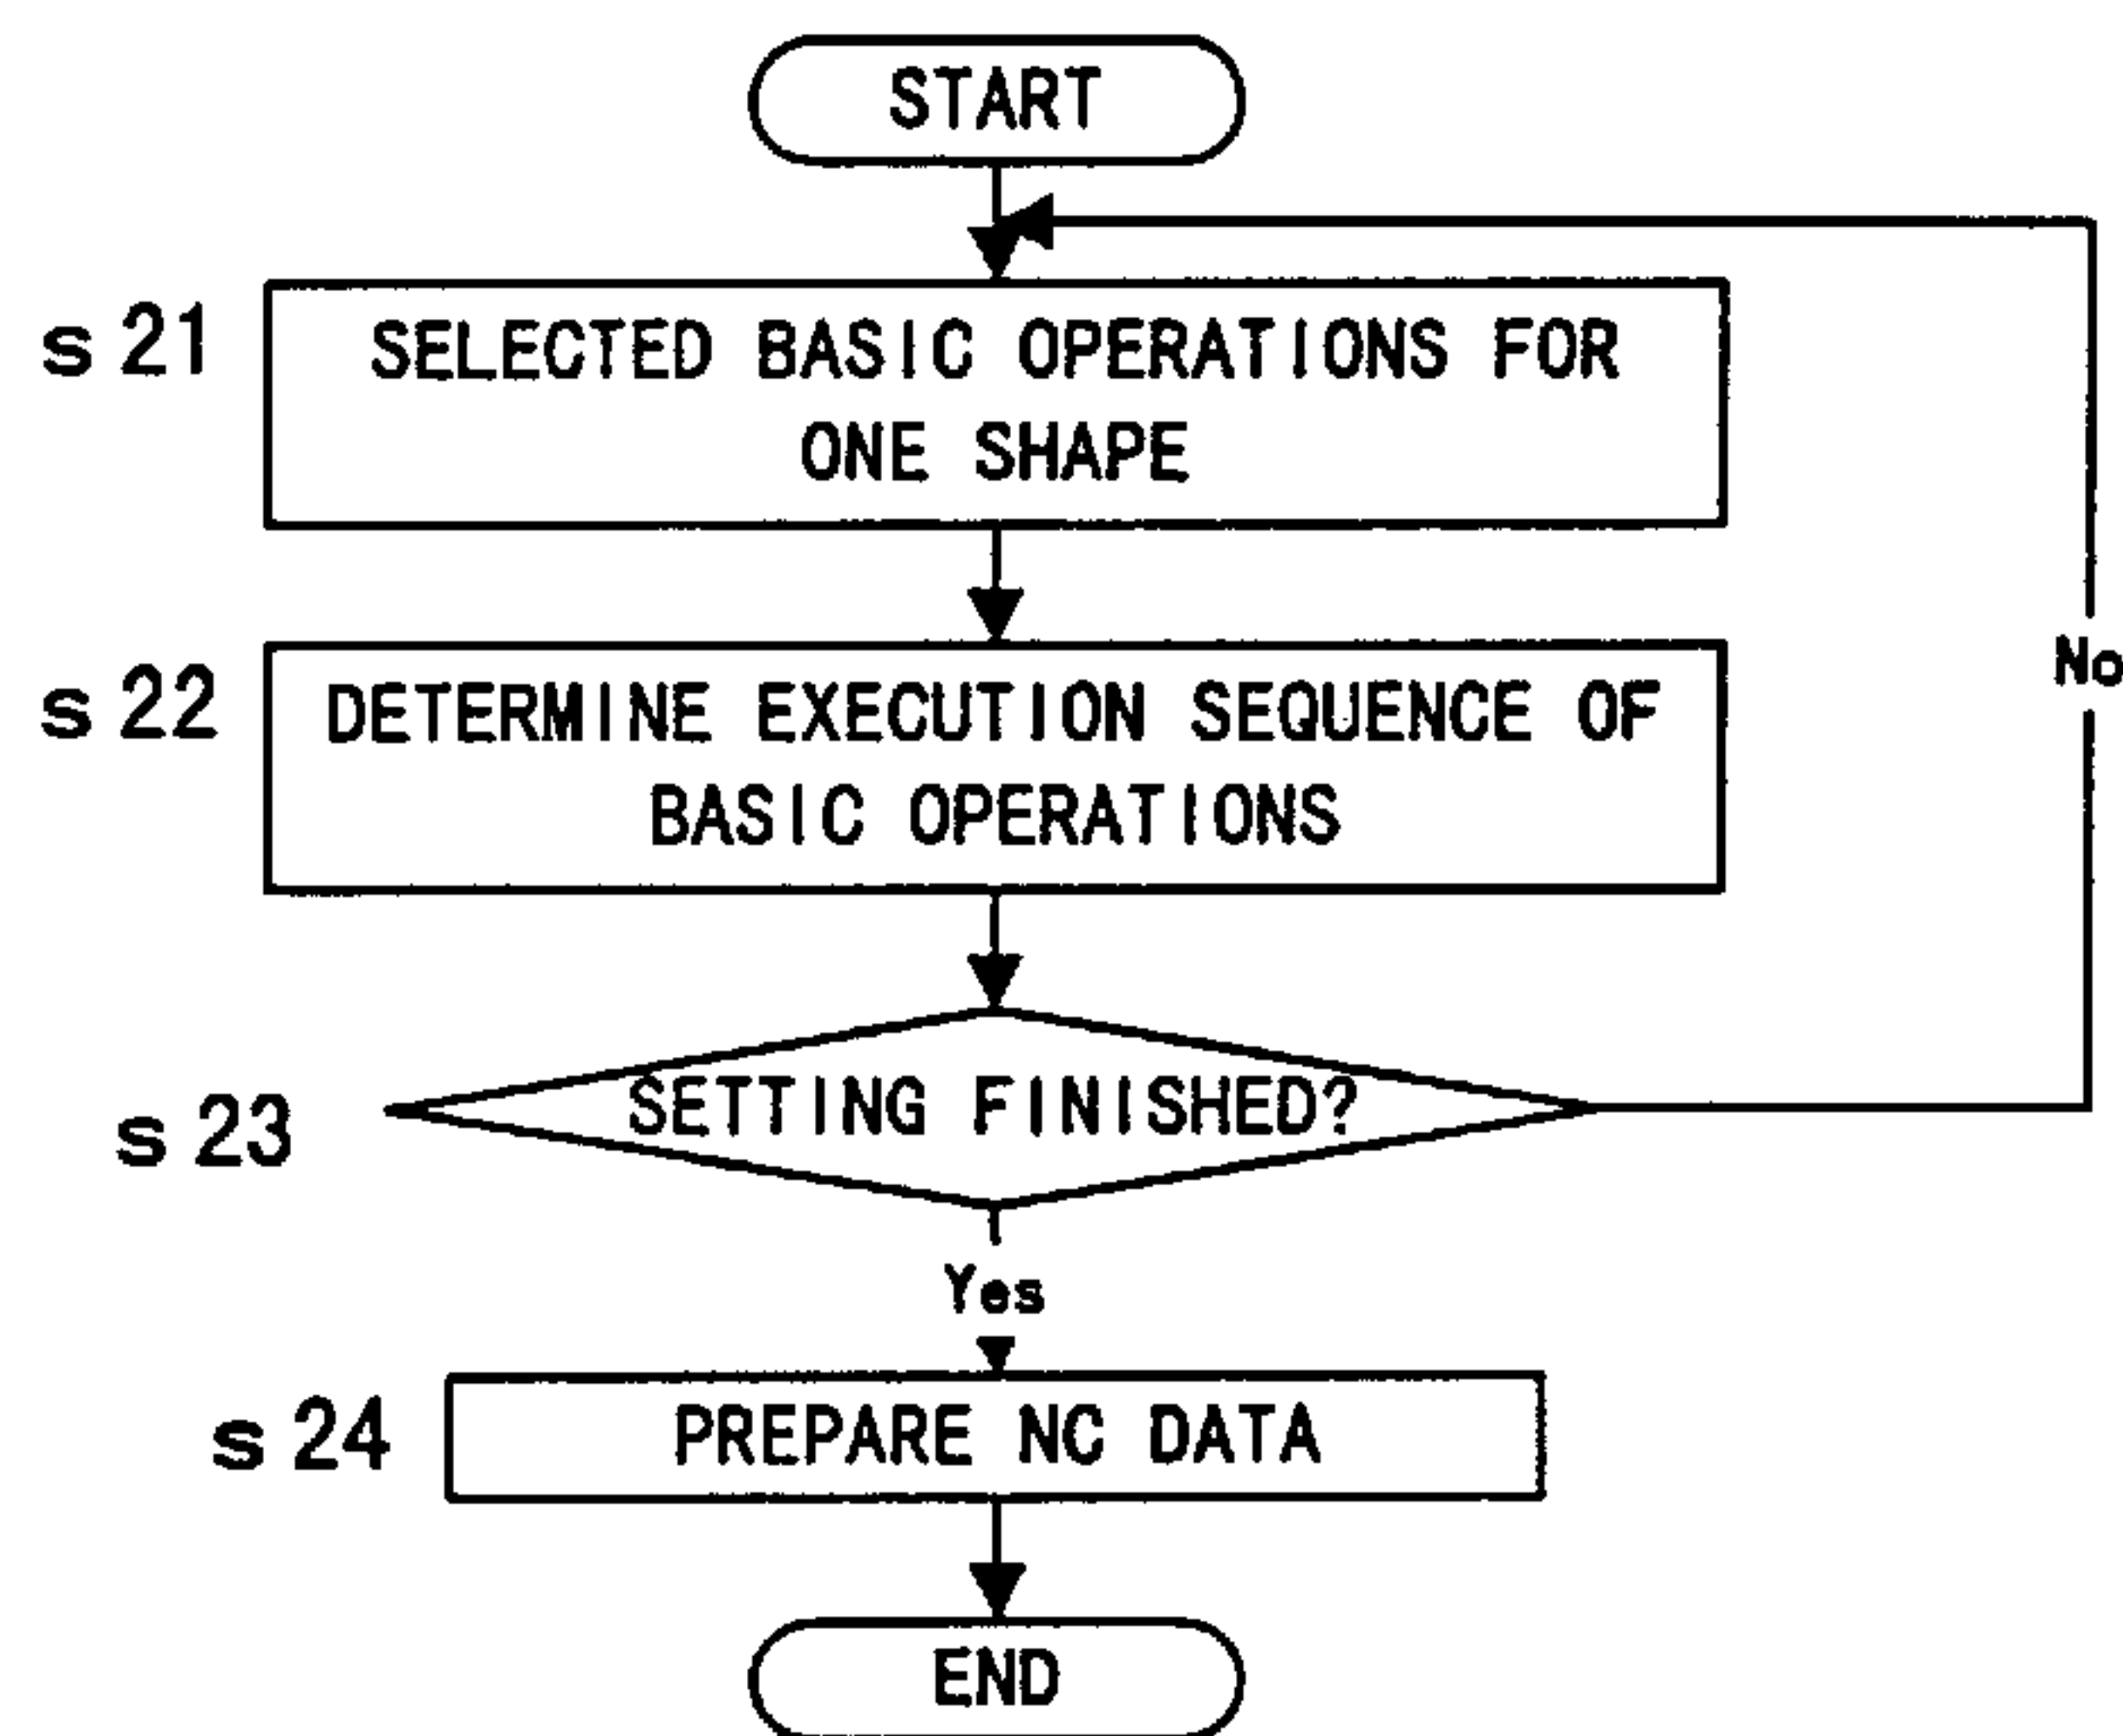 START
s 21
SELECTED BASIC OPERATIONS FOR
ONE SHAPE
s 22
DETERMINE EXECUTION SEQUENCE OF
BASIC OPERATIONS
No
s 23
SETTING FINISHED?
Yes
s 24
PREPARE NC DATA
END